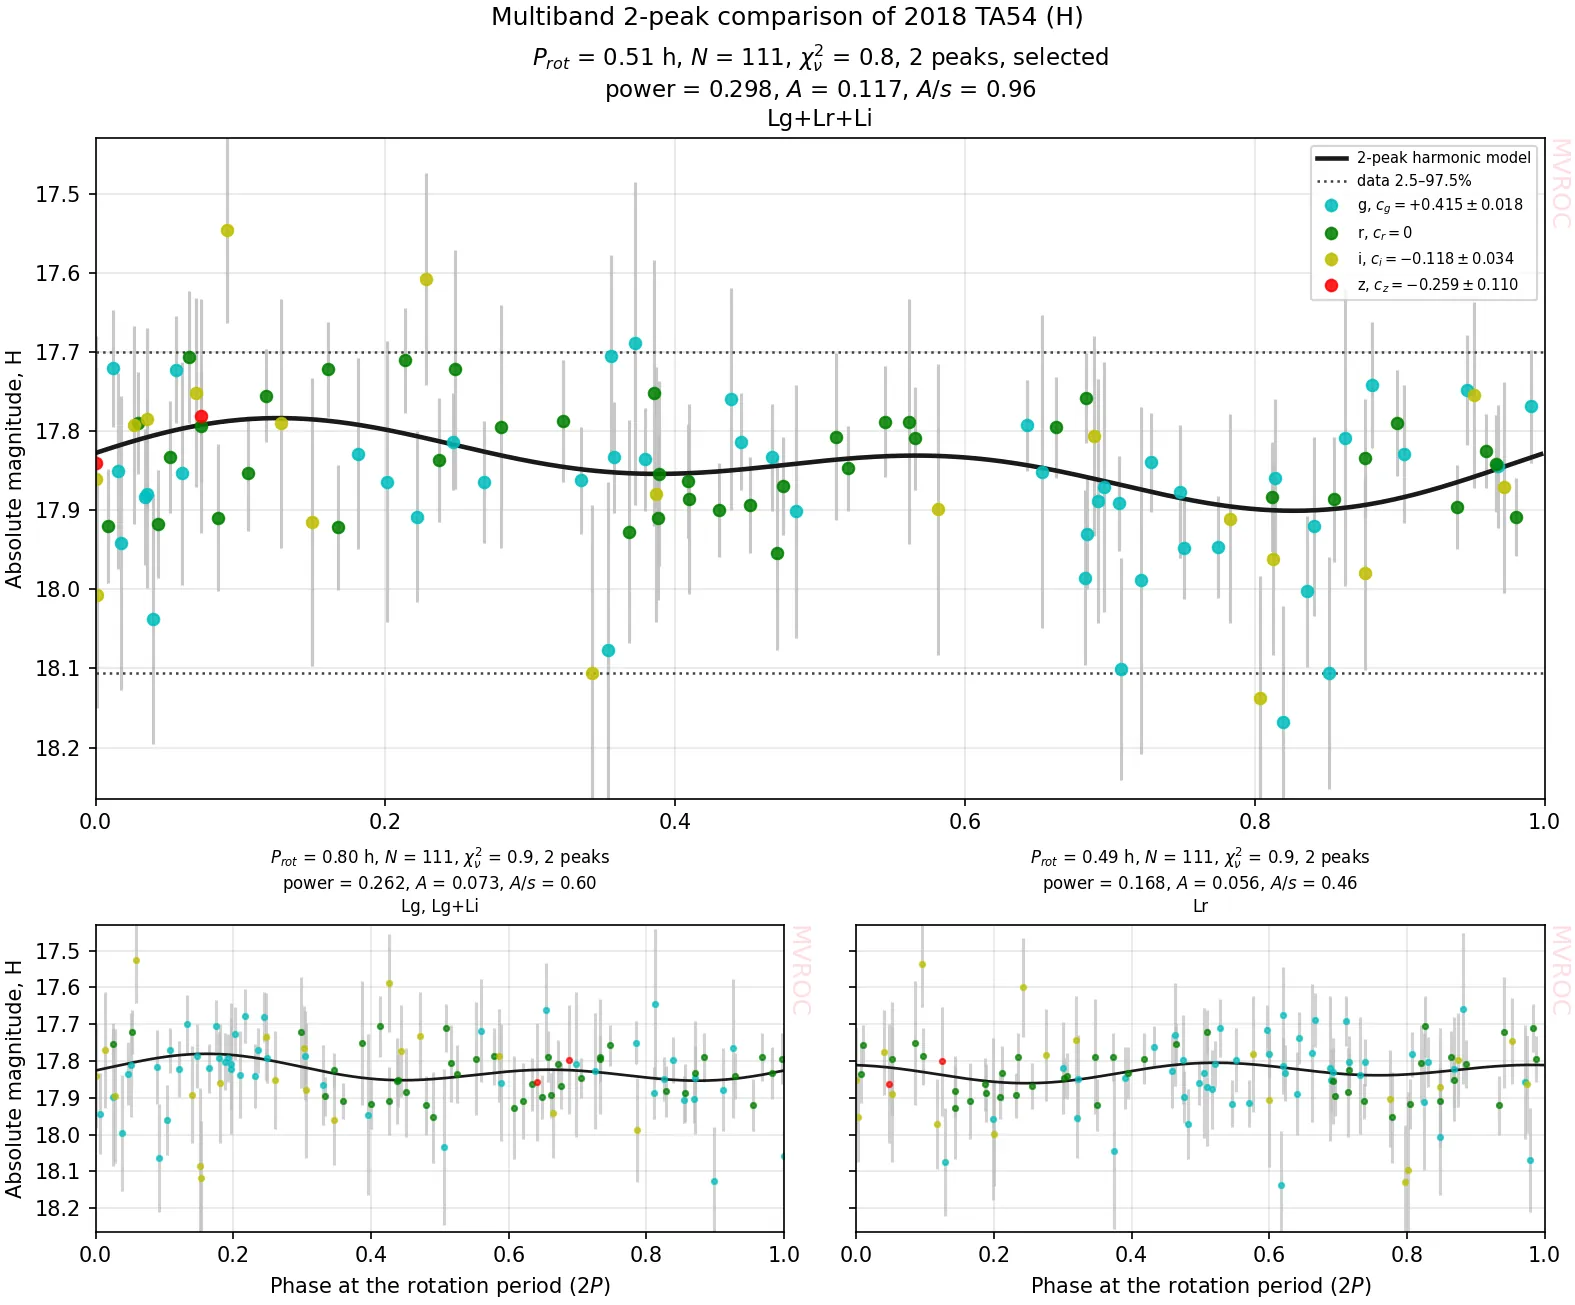 Multiband 2-peak comparison of 2018 TA54 (H)
P_rot = 0.51 h, N = 111, χ²_ν = 0.8, 2 peaks, selected
power = 0.298, A = 0.117, A/s = 0.96
Lg+Lr+Li
2-peak harmonic model
data 2.5–97.5%
g, c_g = +0.415 ± 0.018
r, c_r = 0
i, c_i = −0.118 ± 0.034
z, c_z = −0.259 ± 0.110
MVROC
Absolute magnitude, H
17.5
17.6
17.7
17.8
17.9
18.0
18.1
18.2
0.0 0.2 0.4 0.6 0.8 1.0
P_rot = 0.80 h, N = 111, χ²_ν = 0.9, 2 peaks
power = 0.262, A = 0.073, A/s = 0.60
Lg, Lg+Li
MVROC
Absolute magnitude, H
17.5
17.6
17.7
17.8
17.9
18.0
18.1
18.2
0.0 0.2 0.4 0.6 0.8 1.0
Phase at the rotation period (2P)
P_rot = 0.49 h, N = 111, χ²_ν = 0.9, 2 peaks
power = 0.168, A = 0.056, A/s = 0.46
Lr
MVROC
0.0 0.2 0.4 0.6 0.8 1.0
Phase at the rotation period (2P)